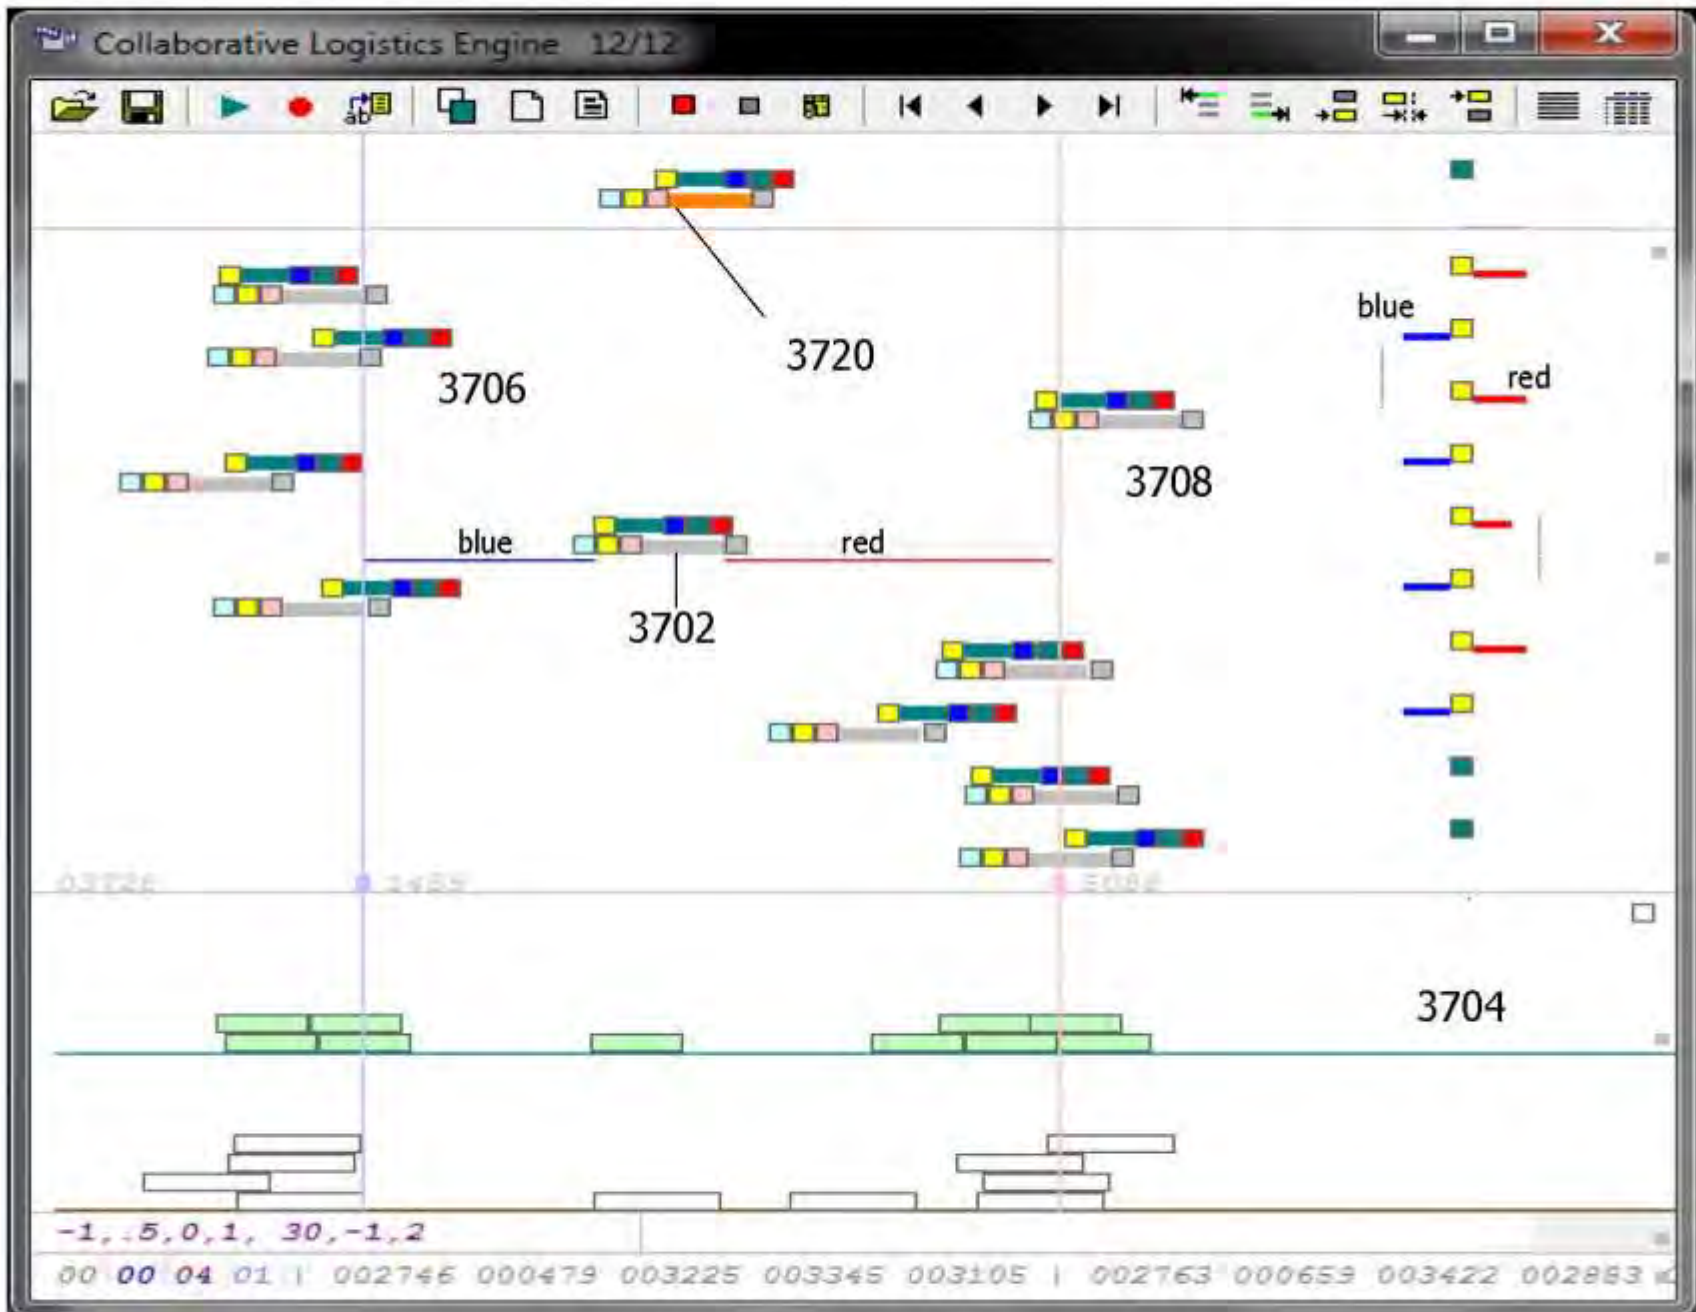 Collaborative Logistics Engine 12/12
ab
3720
blue
3706
red
3708
blue
red
3702
3704
-1,.5,0,1, 30,-1,2
00 00 04 01 | 002746 000479 003225 003345 003105 | 002763 000659 003422 002883